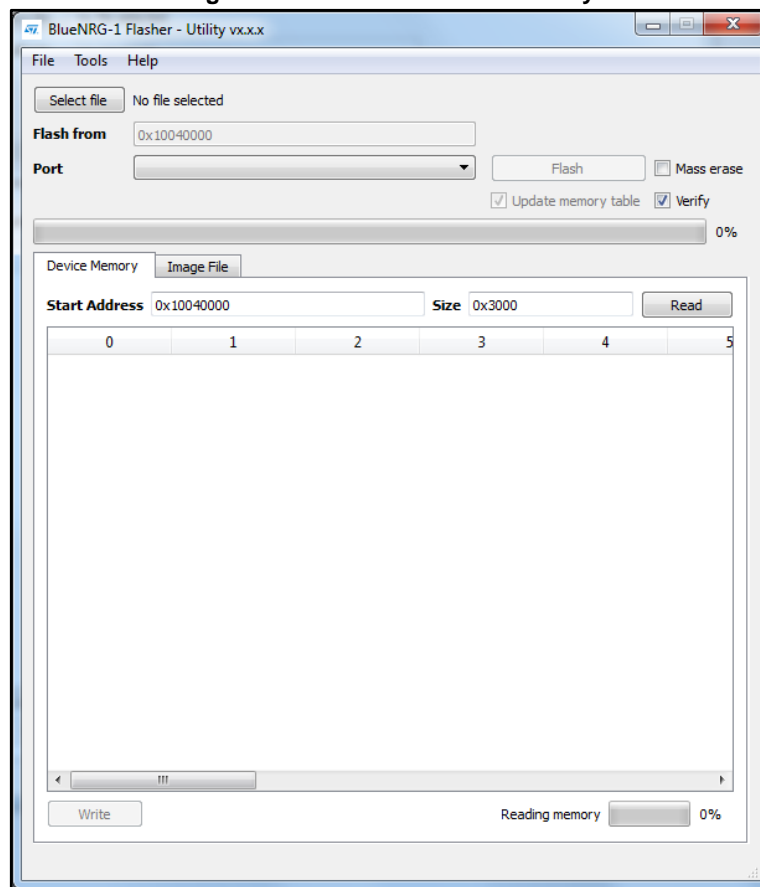 BlueNRG-1 Flasher - Utility vx.x.x
File Tools Help
Select file No file selected
Flash from 0x10040000
Port Flash Mass erase
Update memory table Verify
0%
Device Memory Image File
Start Address 0x10040000 Size 0x3000 Read
0 1 2 3 4 5
Write Reading memory 0%